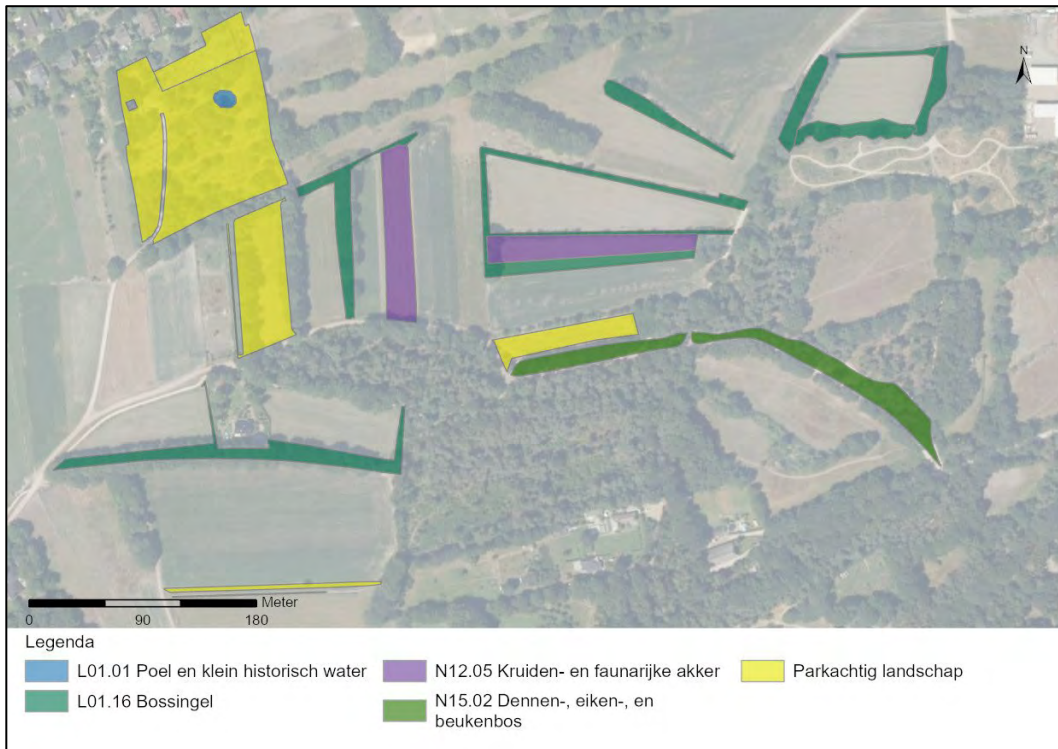 N
Meter
0 90 180
Legenda
L01.01 Poel en klein historisch water
L01.16 Bossingel
N12.05 Kruiden- en faunarijke akker
N15.02 Dennen-, eiken-, en
beukenbos
Parkachtig landschap